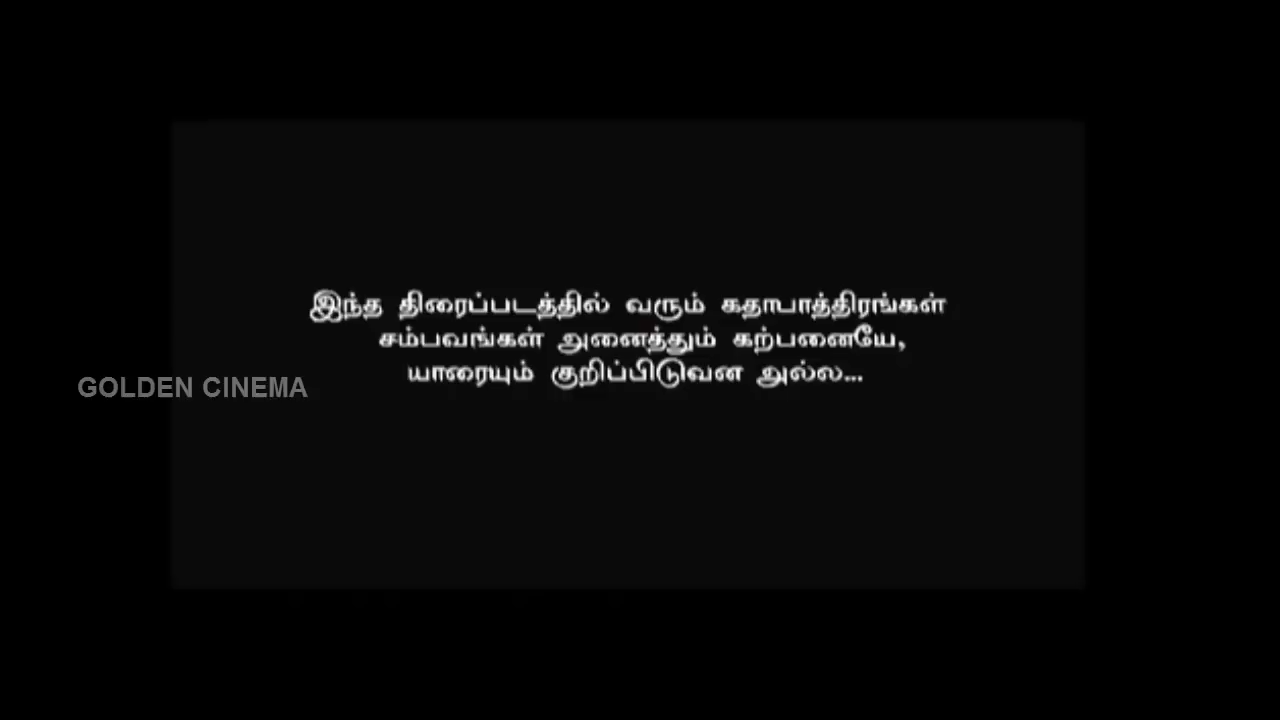 இந்த திரைப்படத்தில் வரும் கதாபாத்திரங்கள்
சம்பவங்கள் அனைத்தும் கற்பனையே,
யாரையும் குறிப்பிடுவன அல்ல...
GOLDEN CINEMA